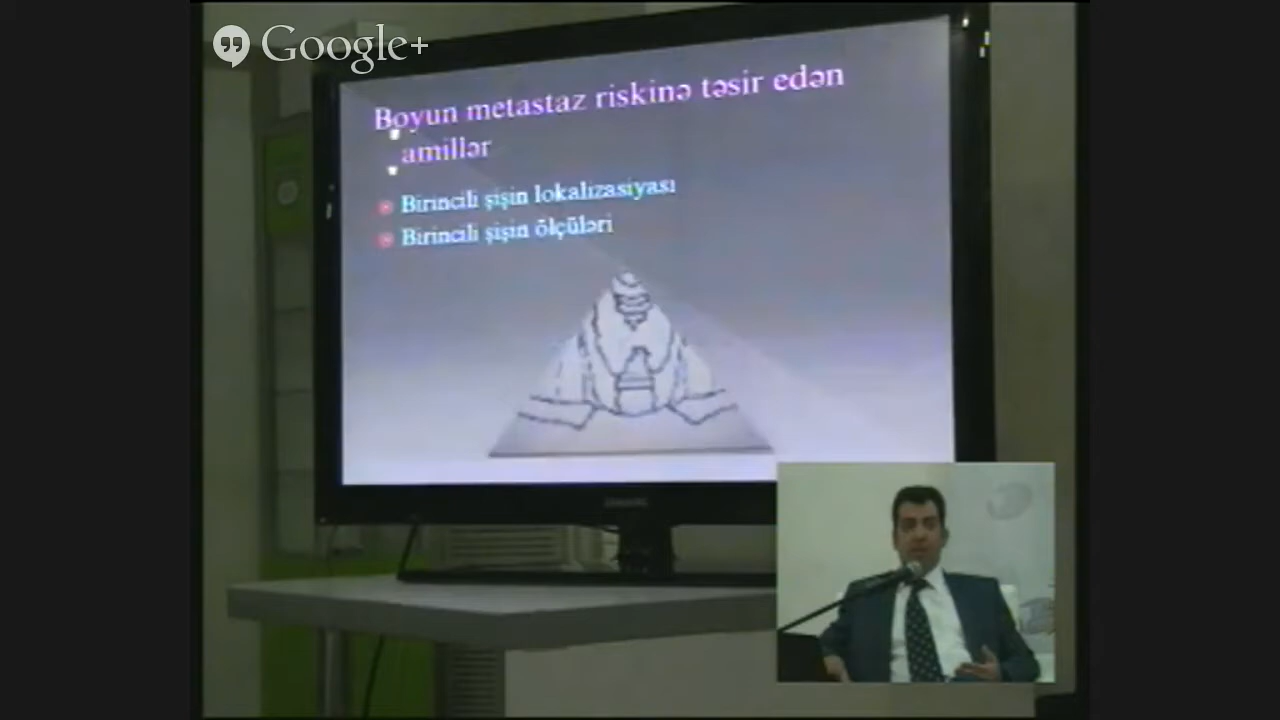 Google+
Boyun metastaz riskinə təsir edən
amillər
Birincili şişin lokalizasiyası
Birincili şişin ölçüləri